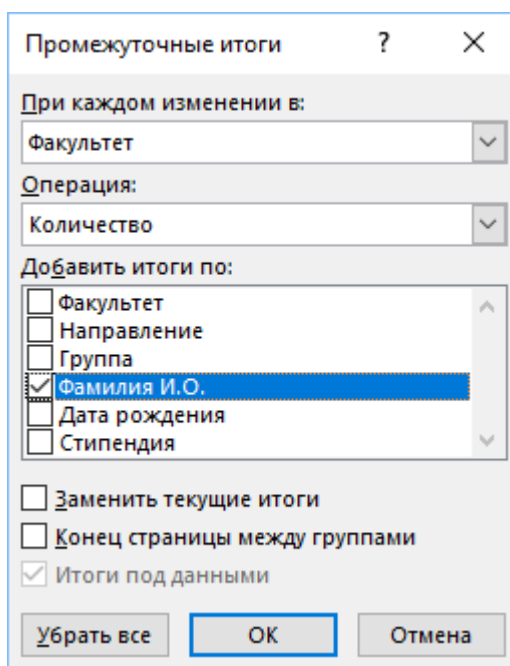 Промежуточные итоги ?
При каждом изменении в:
Факультет
Операция:
Количество
Добавить итоги по:
Факультет
Направление
Группа
Фамилия И.О.
Дата рождения
Стипендия
Заменить текущие итоги
Конец страницы между группами
Итоги под данными
Убрать все ОК Отмена